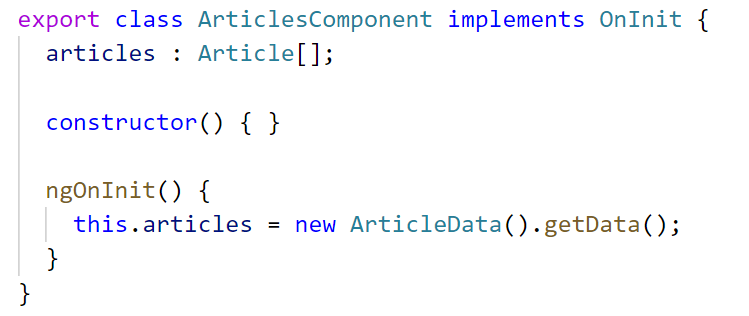 export class ArticlesComponent implements OnInit {
articles : Article[];
constructor() { }
ngOnInit() {
this.articles = new ArticleData().getData();
}
}